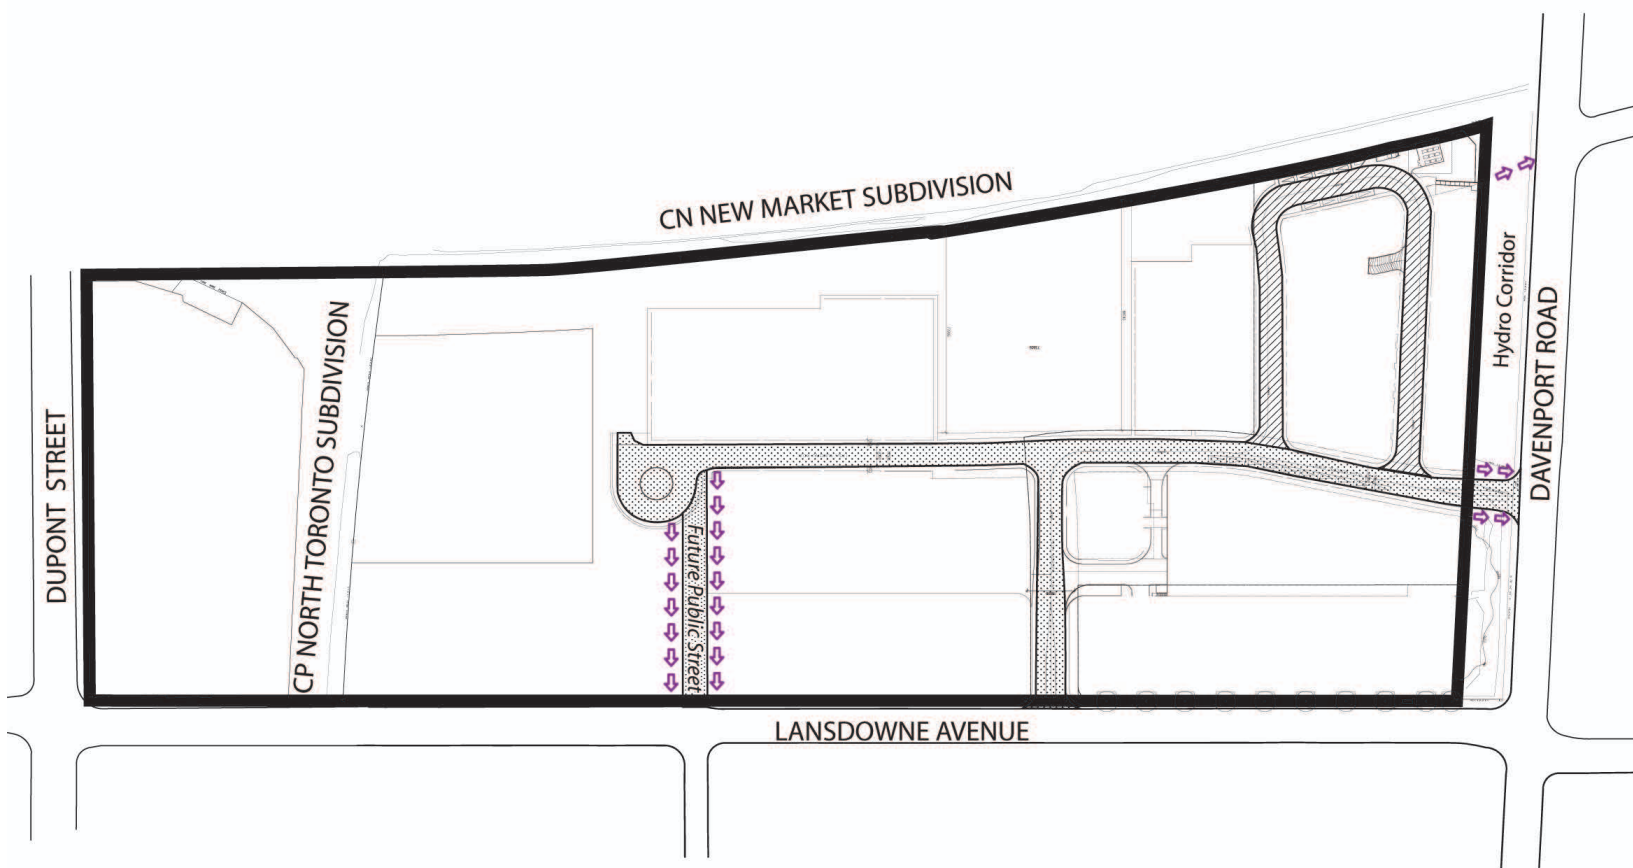 CN NEW MARKET SUBDIVISION
Hydro Corridor
DAVENPORT ROAD
CP NORTH TORONTO SUBDIVISION
DUPONT STREET
Future Public Street
LANSDOWNE AVENUE